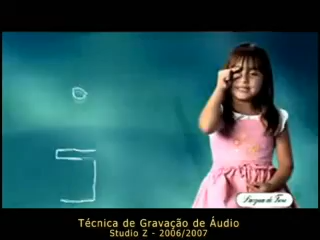 Técnica de Gravação de Áudio
Studio Z - 2006/2007